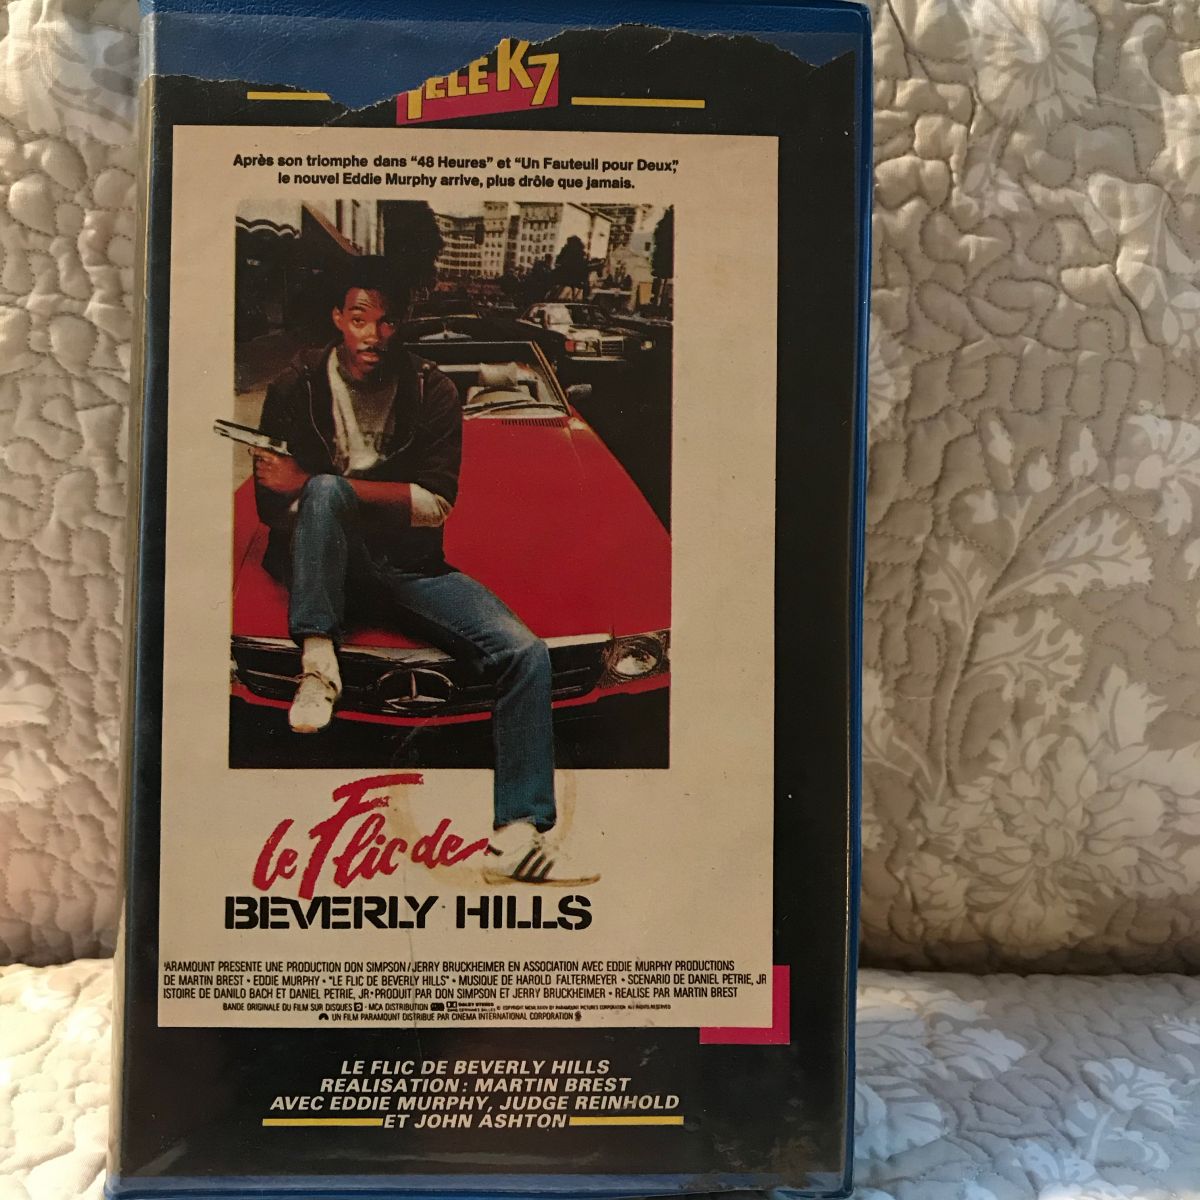 TELE K7
Après son triomphe dans "48 Heures" et "Un Fauteuil pour Deux",
le nouvel Eddie Murphy arrive, plus drôle que jamais.
le Flic de
BEVERLY HILLS
ARAMOUNT PRESENTE UNE PRODUCTION DON SIMPSON/JERRY BRUCKHEIMER EN ASSOCIATION AVEC EDDIE MURPHY PRODUCTIONS
DE MARTIN BREST • EDDIE MURPHY • "LE FLIC DE BEVERLY HILLS" • MUSIQUE DE HAROLD FALTERMEYER • SCENARIO DE DANIEL PETRIE, JR
ISTOIRE DE DANILO BACH ET DANIEL PETRIE, JR • PRODUIT PAR DON SIMPSON ET JERRY BRUCKHEIMER • REALISE PAR MARTIN BREST
BANDE ORIGINALE DU FILM SUR DISQUES • MCA DISTRIBUTION DOLBY STEREO
UN FILM PARAMOUNT DISTRIBUE PAR CINEMA INTERNATIONAL CORPORATION
LE FLIC DE BEVERLY HILLS
REALISATION: MARTIN BREST
AVEC EDDIE MURPHY, JUDGE REINHOLD
ET JOHN ASHTON